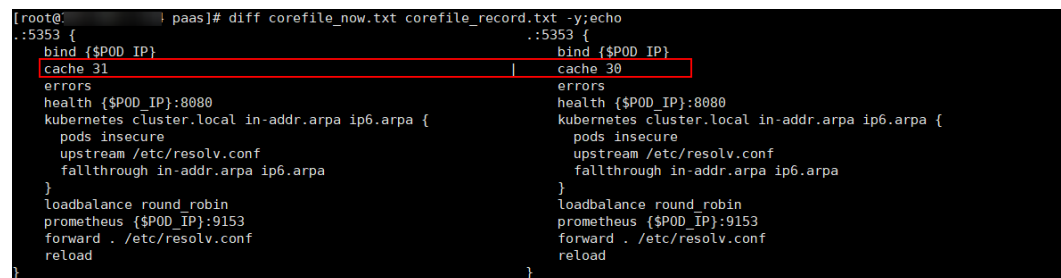 [root@ paas]# diff corefile_now.txt corefile_record.txt -y;echo
.:5353 { .:5353 {
bind {$POD_IP} bind {$POD_IP}
cache 31 | cache 30
errors errors
health {$POD_IP}:8080 health {$POD_IP}:8080
kubernetes cluster.local in-addr.arpa ip6.arpa { kubernetes cluster.local in-addr.arpa ip6.arpa {
pods insecure pods insecure
upstream /etc/resolv.conf upstream /etc/resolv.conf
fallthrough in-addr.arpa ip6.arpa fallthrough in-addr.arpa ip6.arpa
} }
loadbalance round_robin loadbalance round_robin
prometheus {$POD_IP}:9153 prometheus {$POD_IP}:9153
forward . /etc/resolv.conf forward . /etc/resolv.conf
reload reload
} }